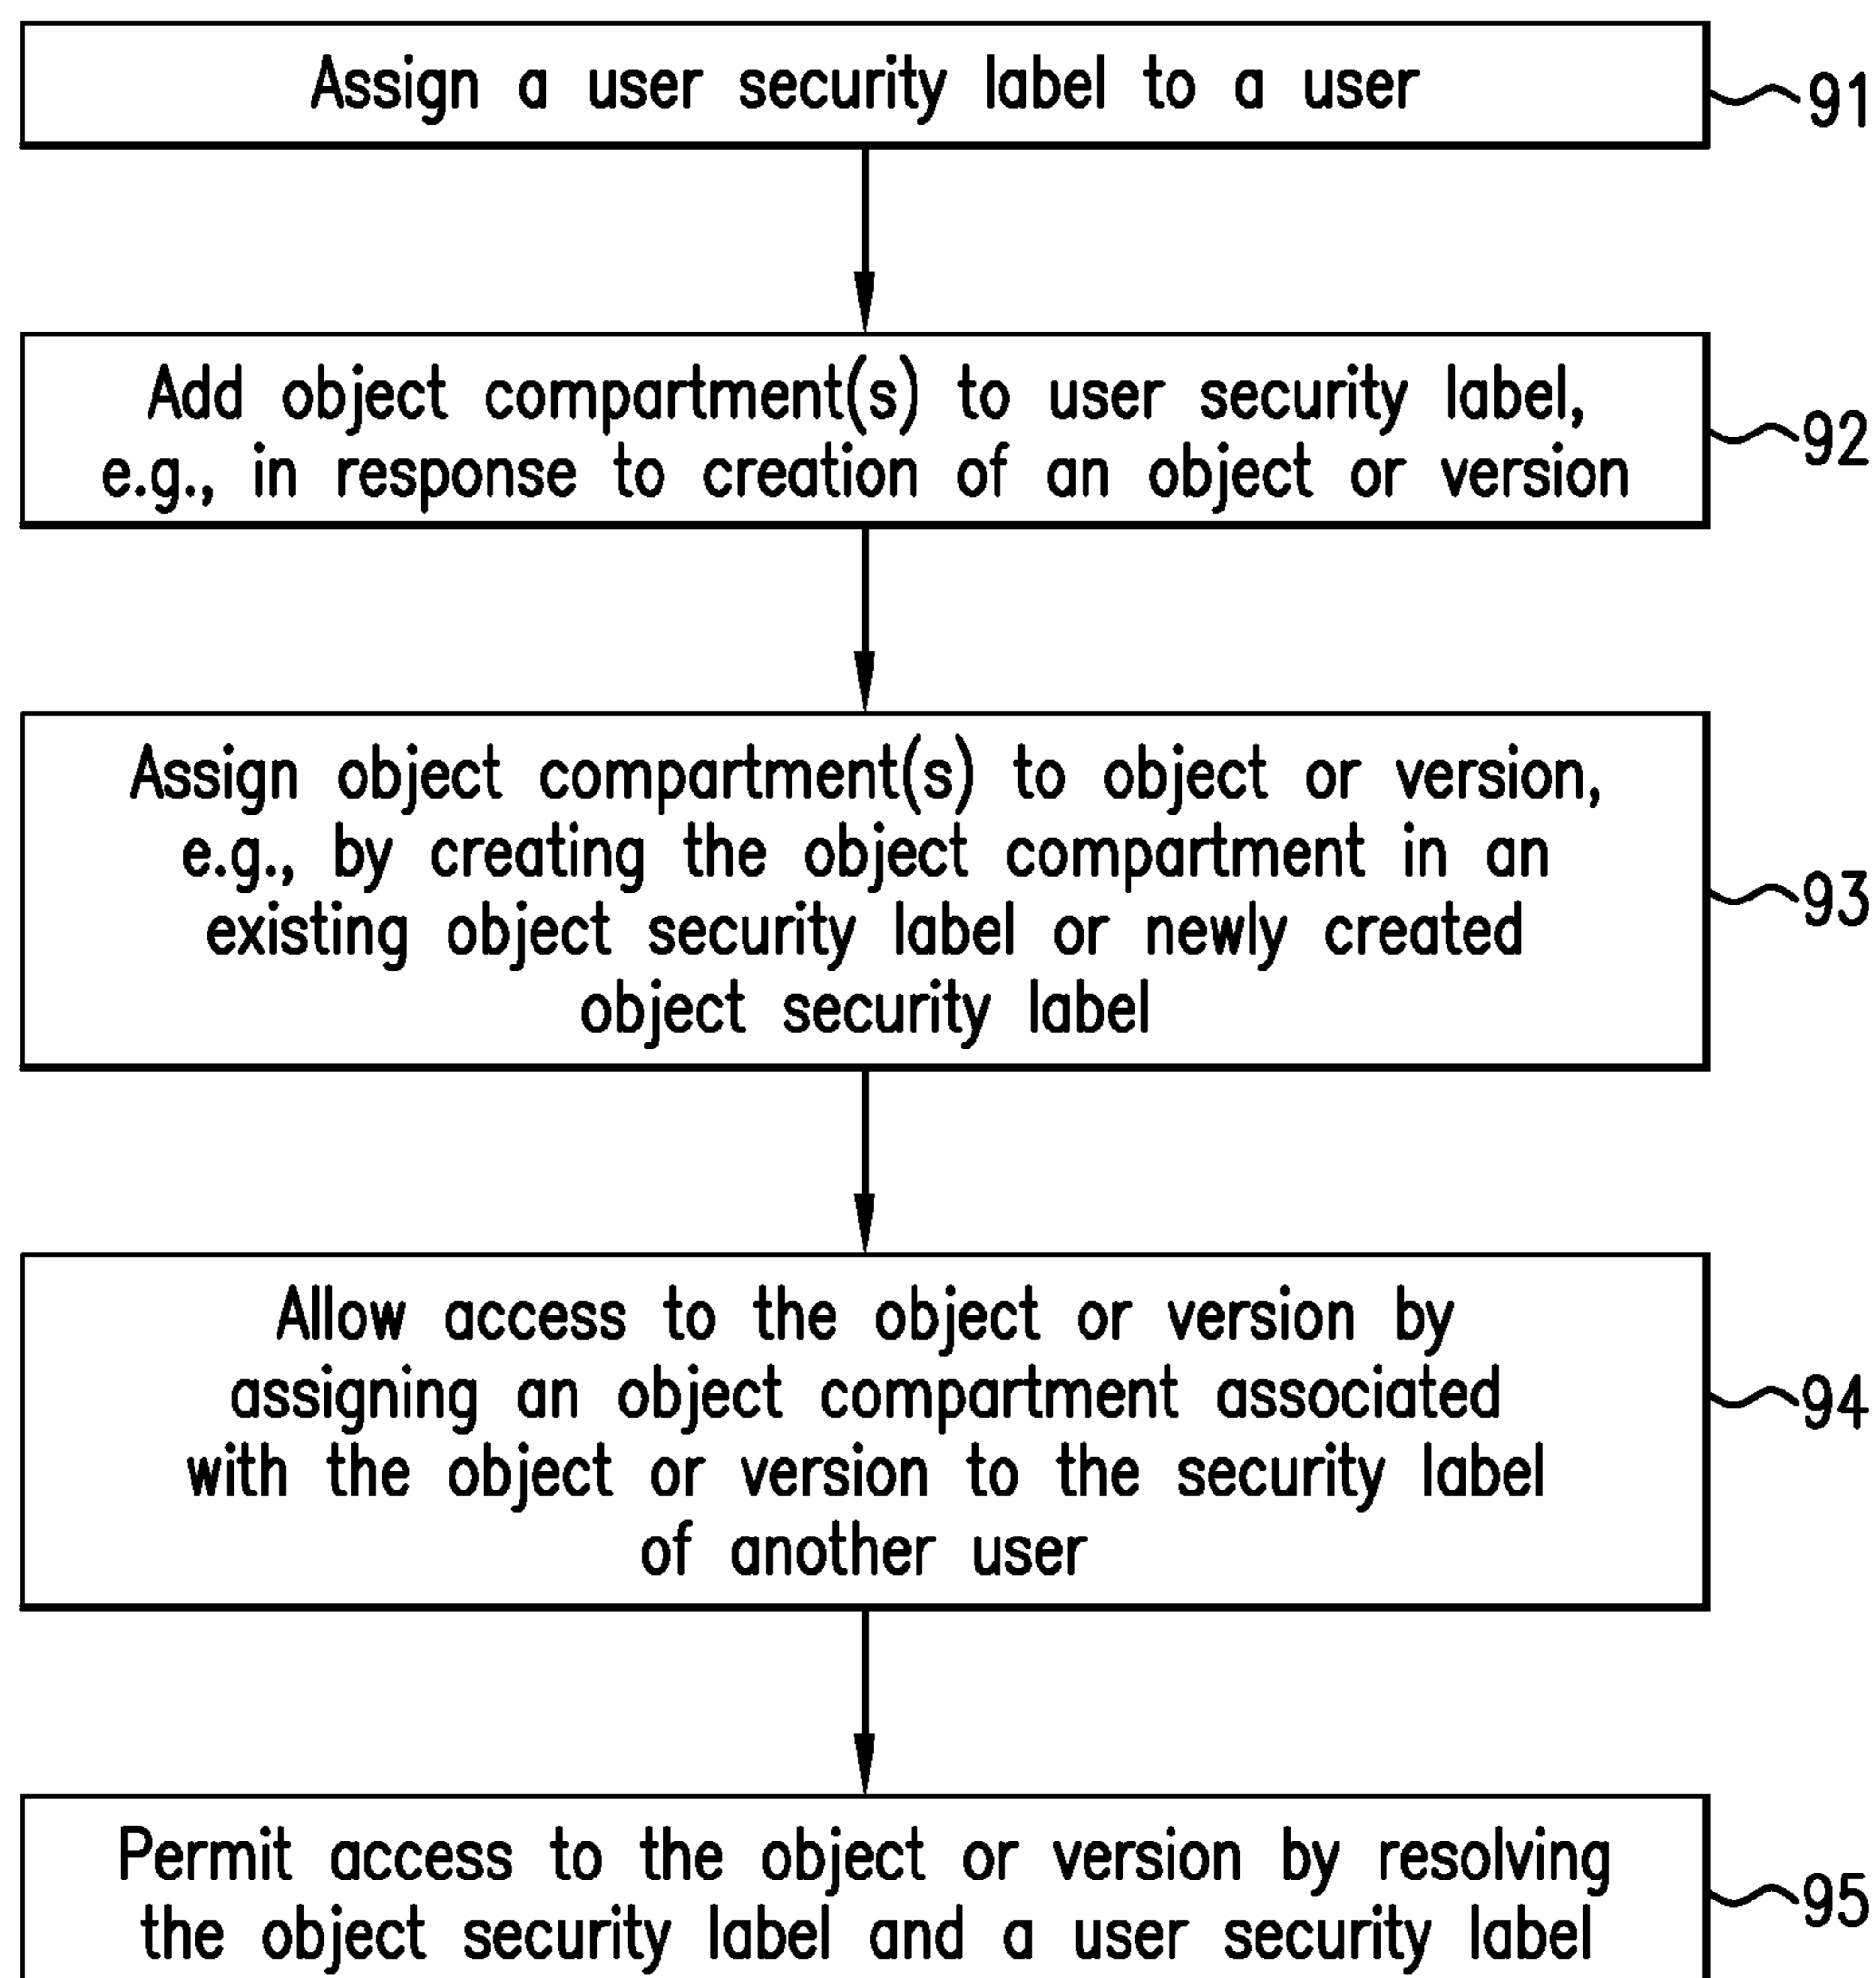 Assign a user security label to a user
91
Add object compartment(s) to user security label,
e.g., in response to creation of an object or version
92
Assign object compartment(s) to object or version,
e.g., by creating the object compartment in an
existing object security label or newly created
object security label
93
Allow access to the object or version by
assigning an object compartment associated
with the object or version to the security label
of another user
94
Permit access to the object or version by resolving
the object security label and a user security label
95